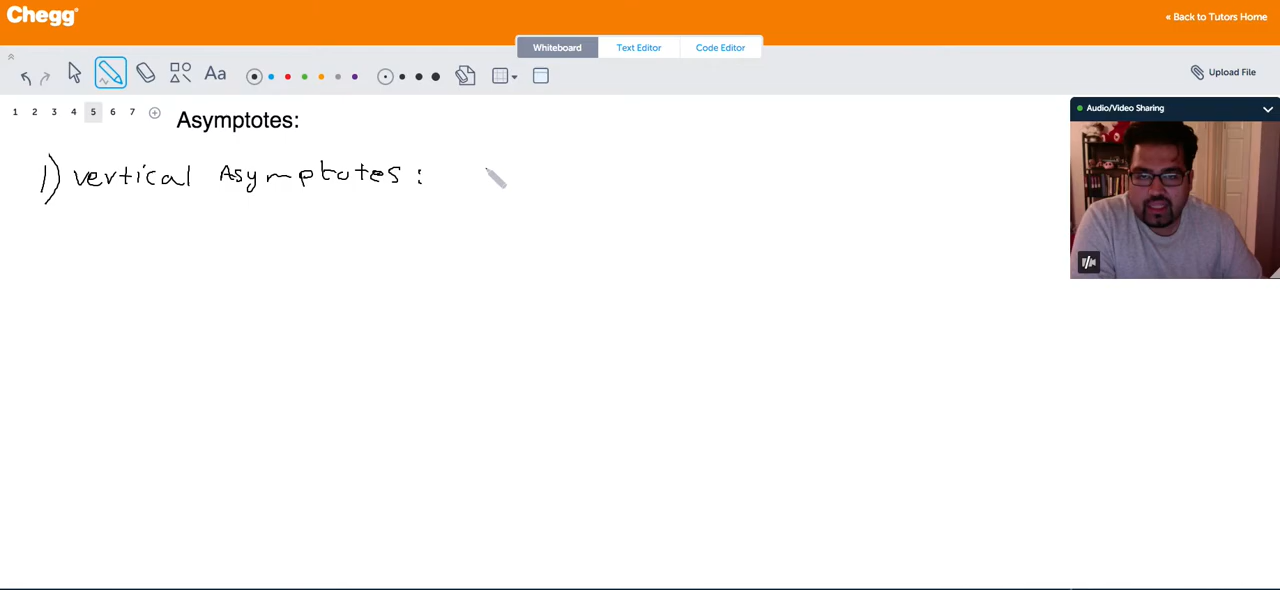 Chegg
« Back to Tutors Home
Whiteboard
Text Editor
Code Editor
Aa
Upload File
1 2 3 4 5 6 7
Asymptotes:
Audio/Video Sharing
1) vertical Asymptotes: